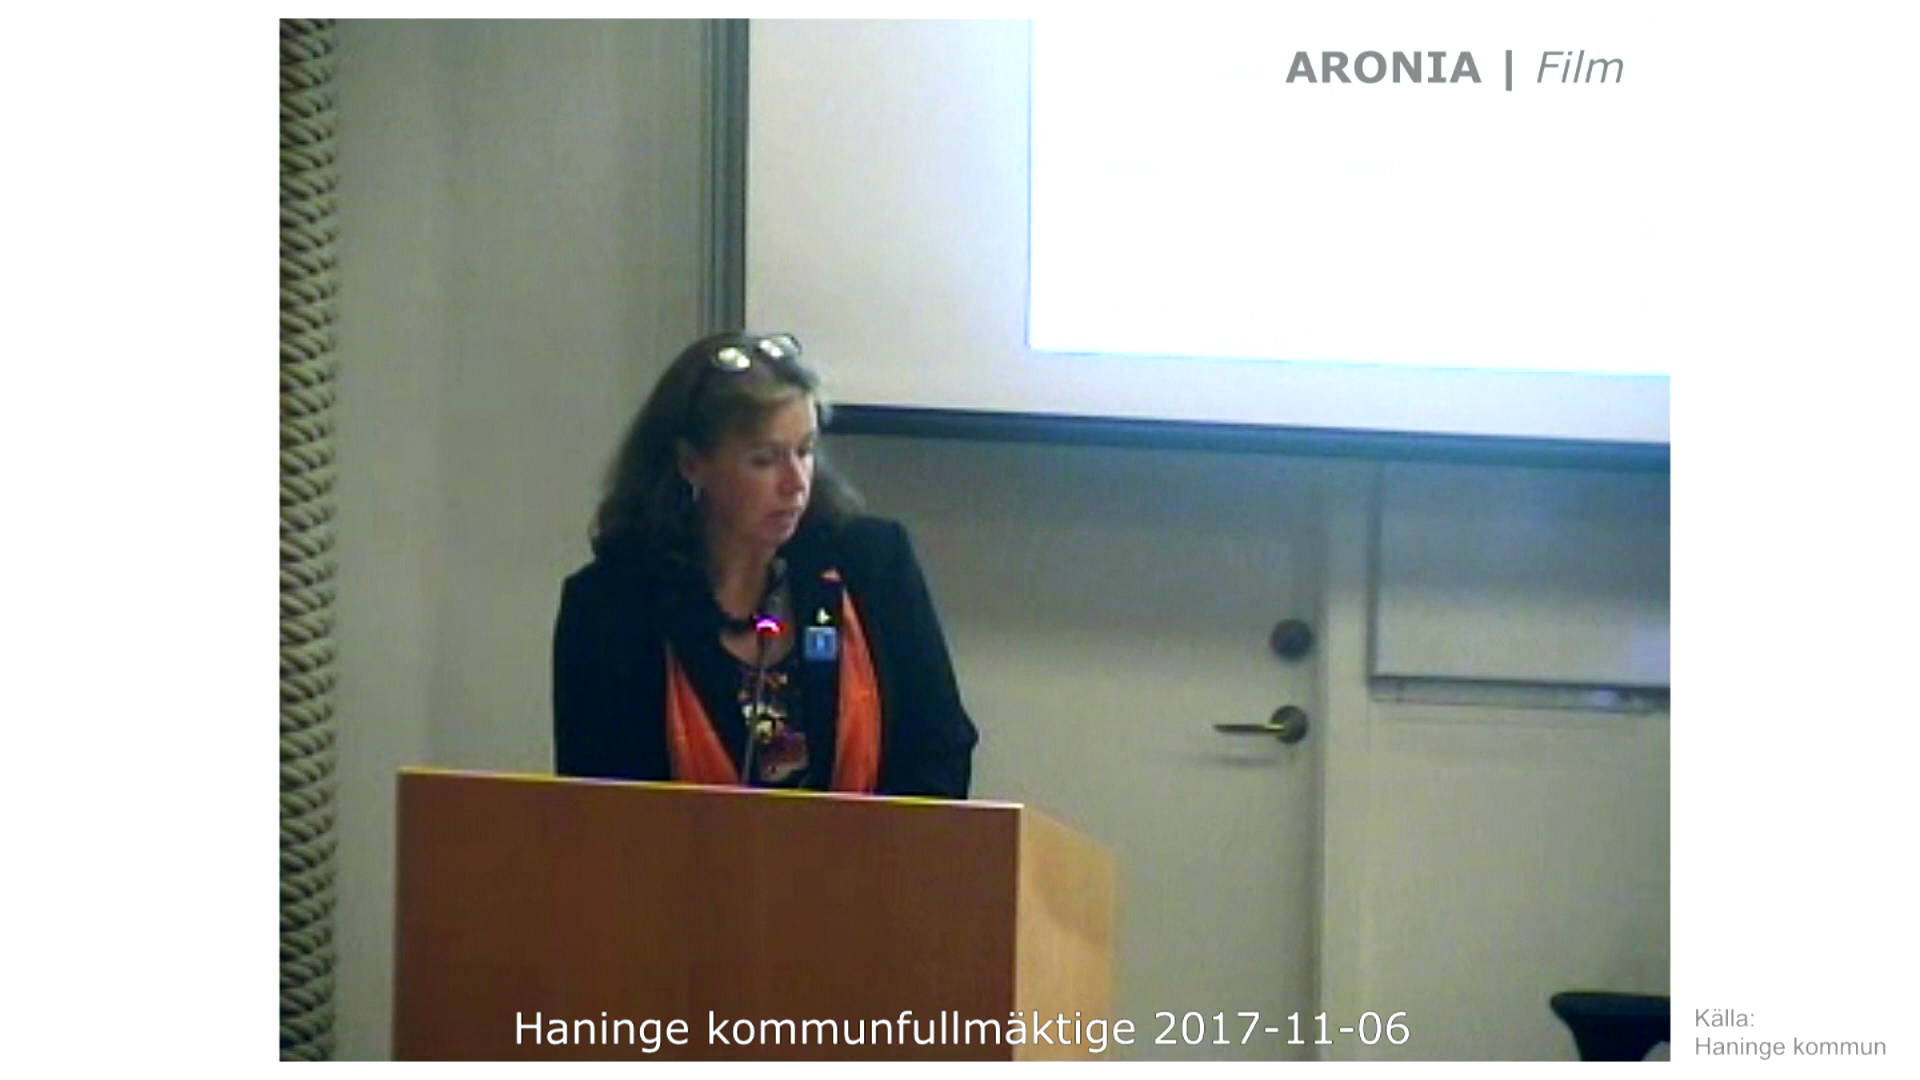 ARONIA | Film
Haninge kommunfullmäktige 2017-11-06
Källa:
Haninge kommun